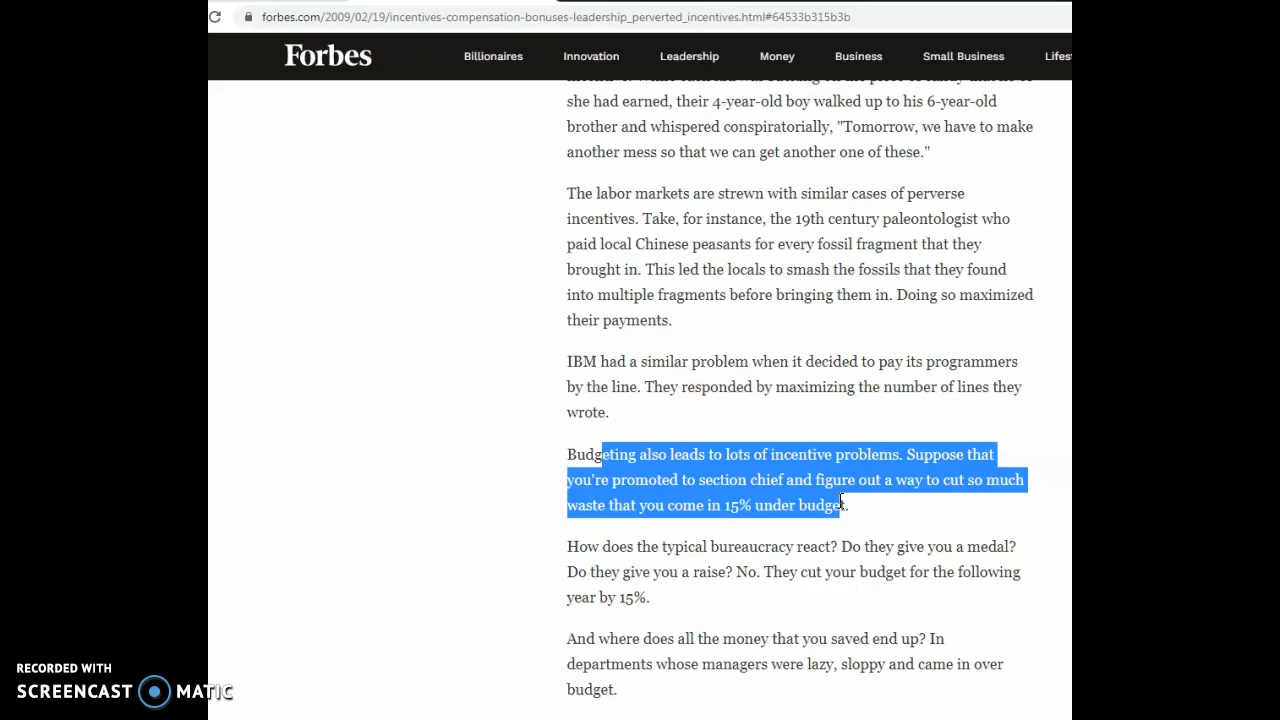 forbes.com/2009/02/19/incentives-compensation-bonuses-leadership_perverted_incentives.html#64533b315b3b
Forbes Billionaires Innovation Leadership Money Business Small Business Lifes
she had earned, their 4-year-old boy walked up to his 6-year-old
brother and whispered conspiratorially, "Tomorrow, we have to make
another mess so that we can get another one of these."
The labor markets are strewn with similar cases of perverse
incentives. Take, for instance, the 19th century paleontologist who
paid local Chinese peasants for every fossil fragment that they
brought in. This led the locals to smash the fossils that they found
into multiple fragments before bringing them in. Doing so maximized
their payments.
IBM had a similar problem when it decided to pay its programmers
by the line. They responded by maximizing the number of lines they
wrote.
Budgeting also leads to lots of incentive problems. Suppose that
you're promoted to section chief and figure out a way to cut so much
waste that you come in 15% under budget.
How does the typical bureaucracy react? Do they give you a medal?
Do they give you a raise? No. They cut your budget for the following
year by 15%.
And where does all the money that you saved end up? In
departments whose managers were lazy, sloppy and came in over
budget.
RECORDED WITH
SCREENCAST MATIC